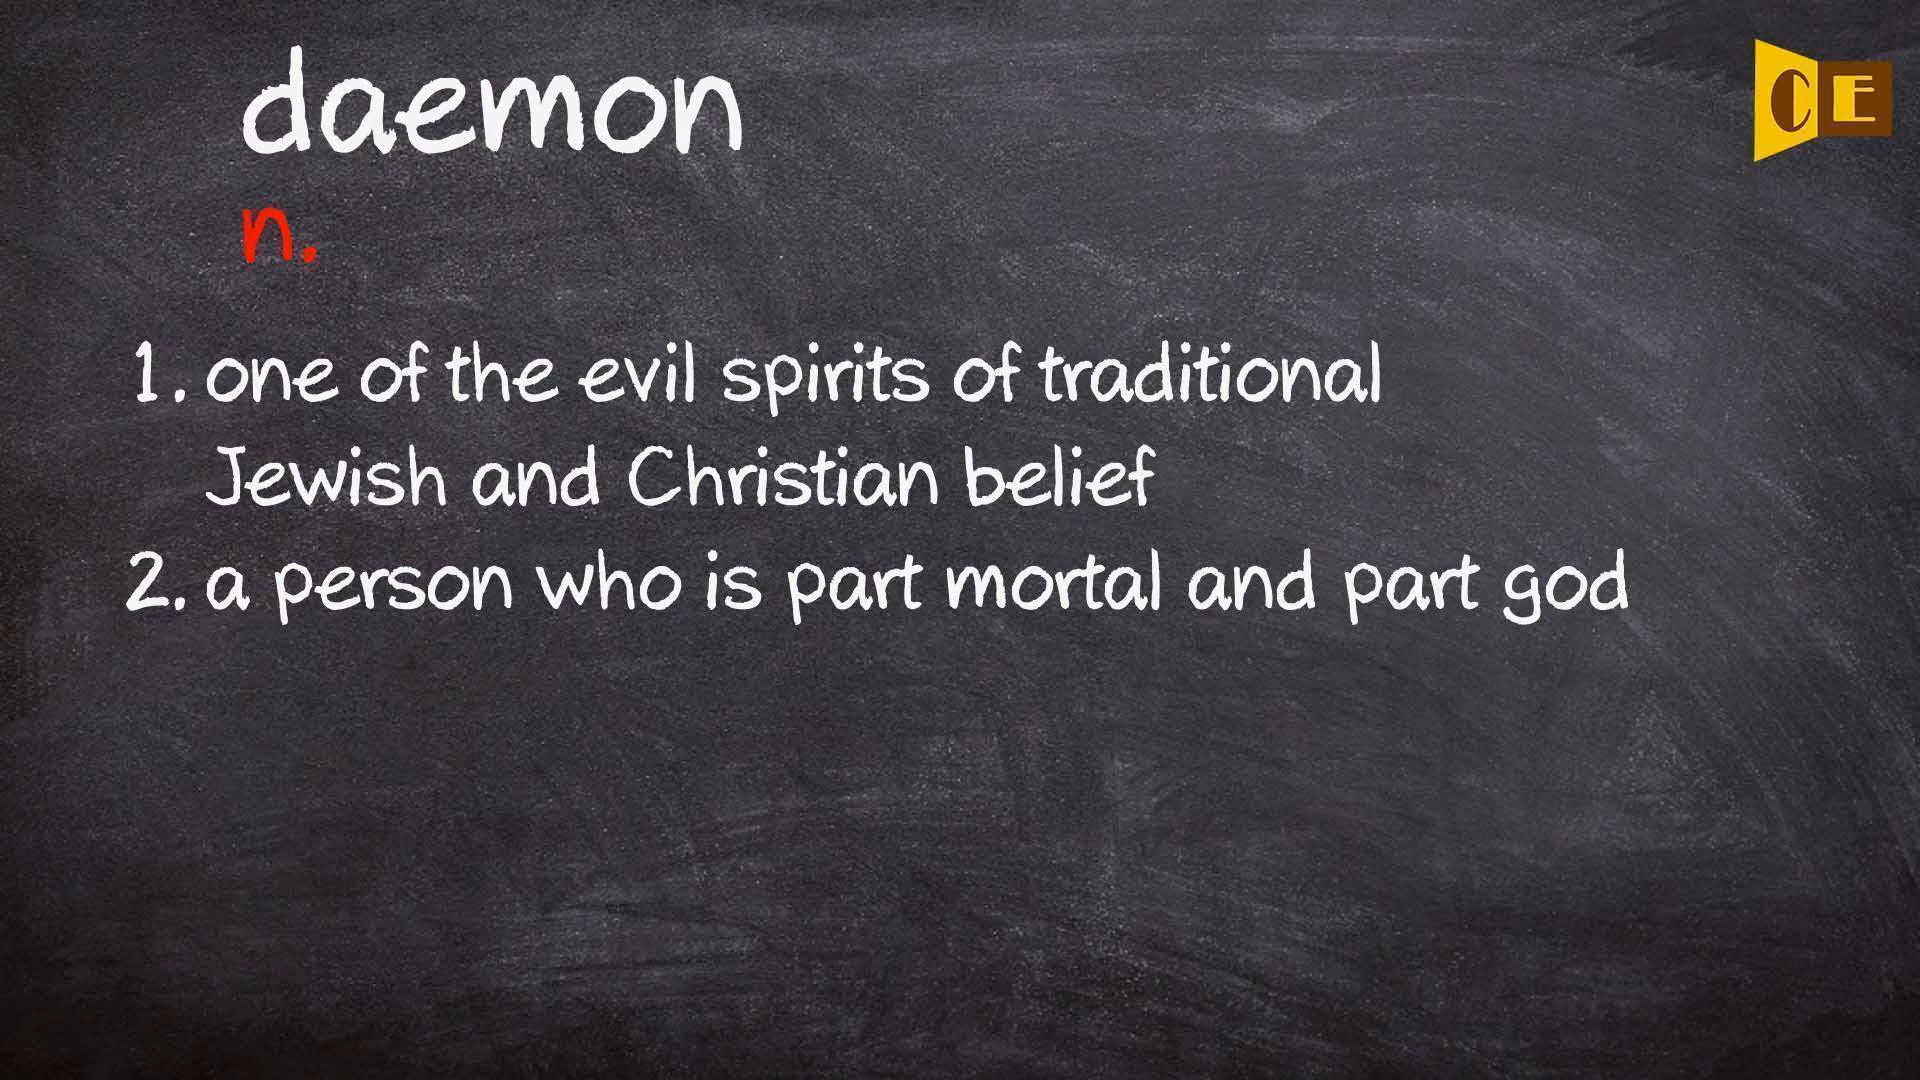 daemon
CE
n.
1. one of the evil spirits of traditional
Jewish and Christian belief
2. a person who is part mortal and part god